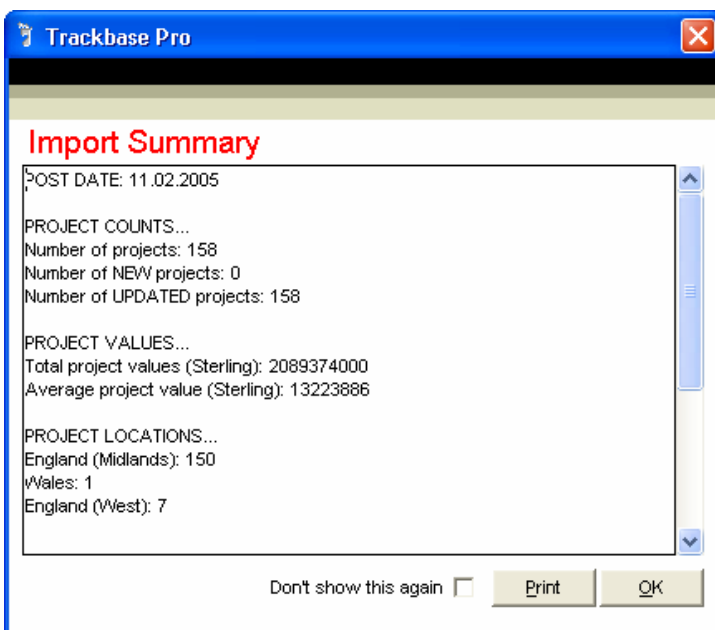 Trackbase Pro
Import Summary
POST DATE: 11.02.2005
PROJECT COUNTS...
Number of projects: 158
Number of NEW projects: 0
Number of UPDATED projects: 158
PROJECT VALUES...
Total project values (Sterling): 2089374000
Average project value (Sterling): 13223886
PROJECT LOCATIONS...
England (Midlands): 150
Wales: 1
England (West): 7
Don't show this again
Print
OK